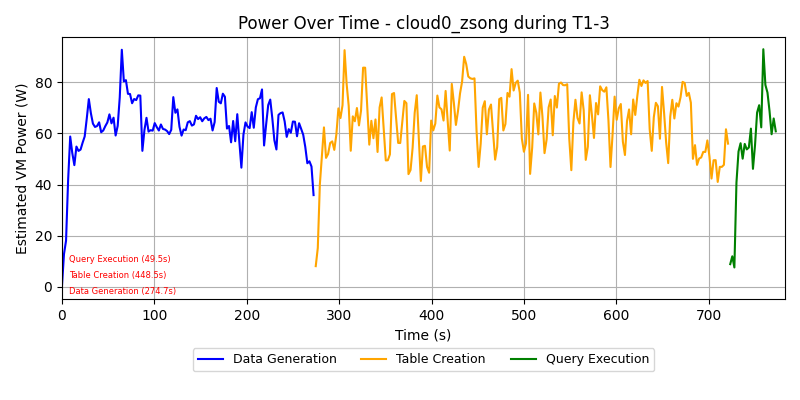 Power Over Time - cloud0_zsong during T1-3
Estimated VM Power (W)
80
60
40
20
0
Query Execution (49.5s)
Table Creation (448.5s)
Data Generation (274.7s)
0 100 200 300 400 500 600 700
Time (s)
Data Generation Table Creation Query Execution